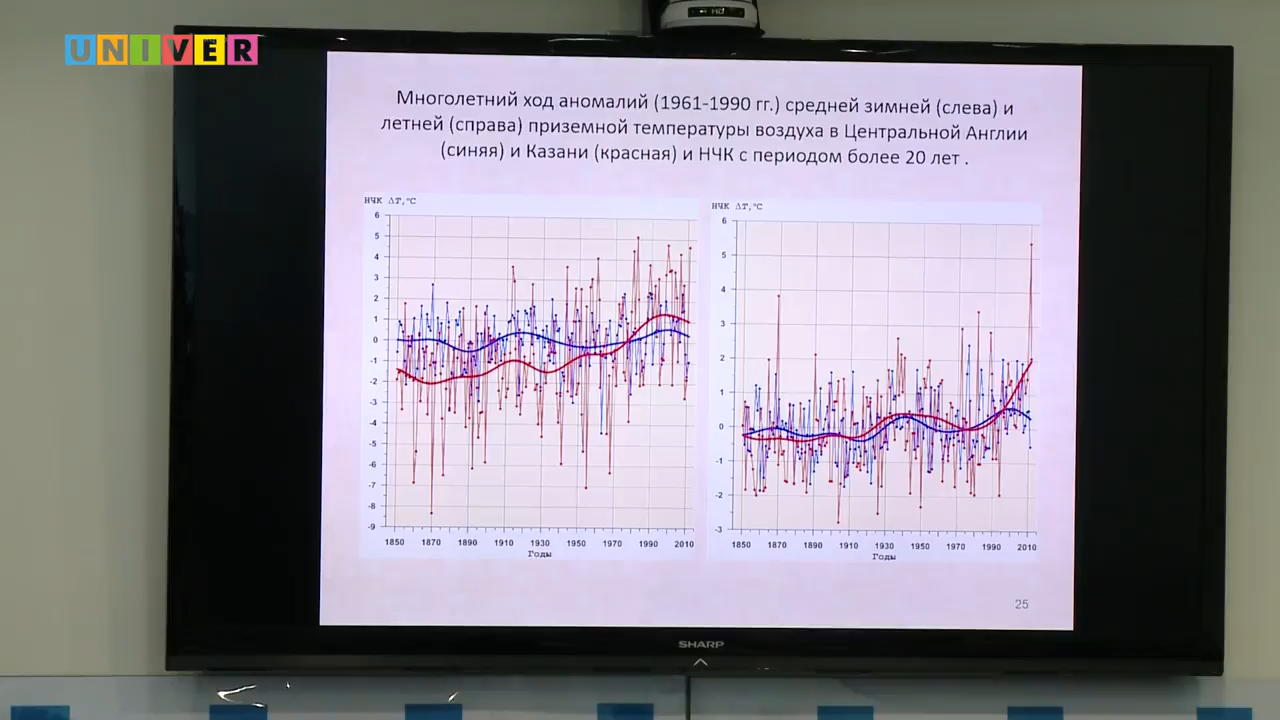 UNIVER
HD
Многолетний ход аномалий (1961-1990 гг.) средней зимней (слева) и
летней (справа) приземной температуры воздуха в Центральной Англии
(синяя) и Казани (красная) и НЧК с периодом более 20 лет .
НЧК ΔT,°C
6
5
4
3
2
1
0
-1
-2
-3
-4
-5
-6
-7
-8
-9
1850 1870 1890 1910 1930 1950 1970 1990 2010
Годы
НЧК ΔT,°C
6
5
4
3
2
1
0
-1
-2
-3
1850 1870 1890 1910 1930 1950 1970 1990 2010
Годы
25
SHARP